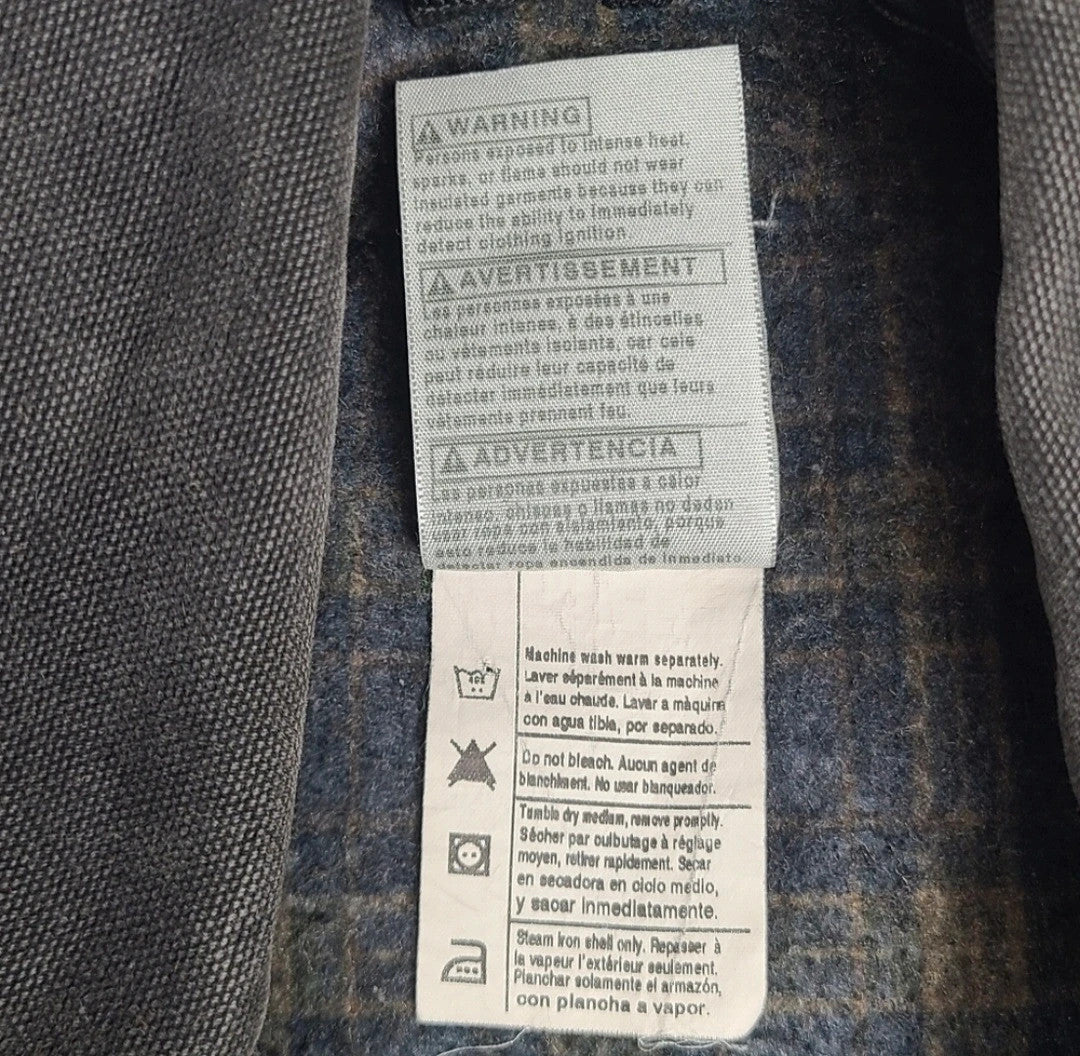 WARNING
Persons exposed to intense heat,
sparks, or flame should not wear
insulated garments because they can
reduce the ability to immediately
detect clothing ignition.
AVERTISSEMENT
Les personnes exposées à une
chaleur intense, à des étincelles
ou vêtements isolants, car cela
peut réduire leur capacité de
détecter immédiatement que leurs
vêtements prennent feu.
ADVERTENCIA
Las personas expuestas a calor
intenso, chispas o llamas no deben
usar ropa con aislamiento, porque
esto reduce la habilidad de
detectar ropa encendida de inmediato
Machine wash warm separately.
Laver séparément à la machine
à l'eau chaude. Lavar a màquina
con agua tibia, por separado.
Do not bleach. Aucun agent de
blanchiment. No usar blanqueador.
Tumble dry medium, remove promptly.
Sécher par culbutage à réglage
moyen, retirer rapidement. Secar
en secadora en ciclo medio,
y sacar inmediatamente.
Steam iron shell only. Repasser à
la vapeur l'extérieur seulement.
Planchar solamente el armazón,
con plancha a vapor.